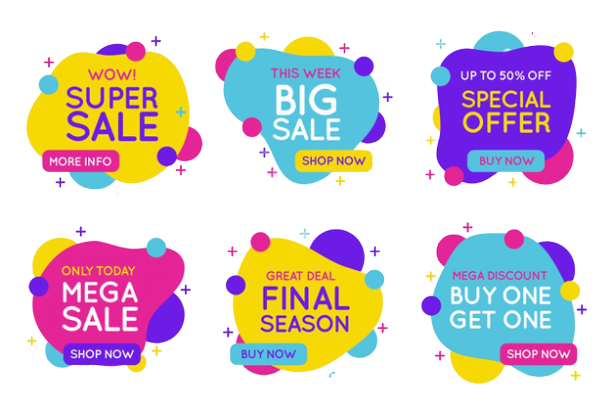 WOW!
SUPER
SALE
MORE INFO
THIS WEEK
BIG
SALE
SHOP NOW
UP TO 50% OFF
SPECIAL
OFFER
BUY NOW
ONLY TODAY
MEGA
SALE
SHOP NOW
GREAT DEAL
FINAL
SEASON
BUY NOW
MEGA DISCOUNT
BUY ONE
GET ONE
SHOP NOW